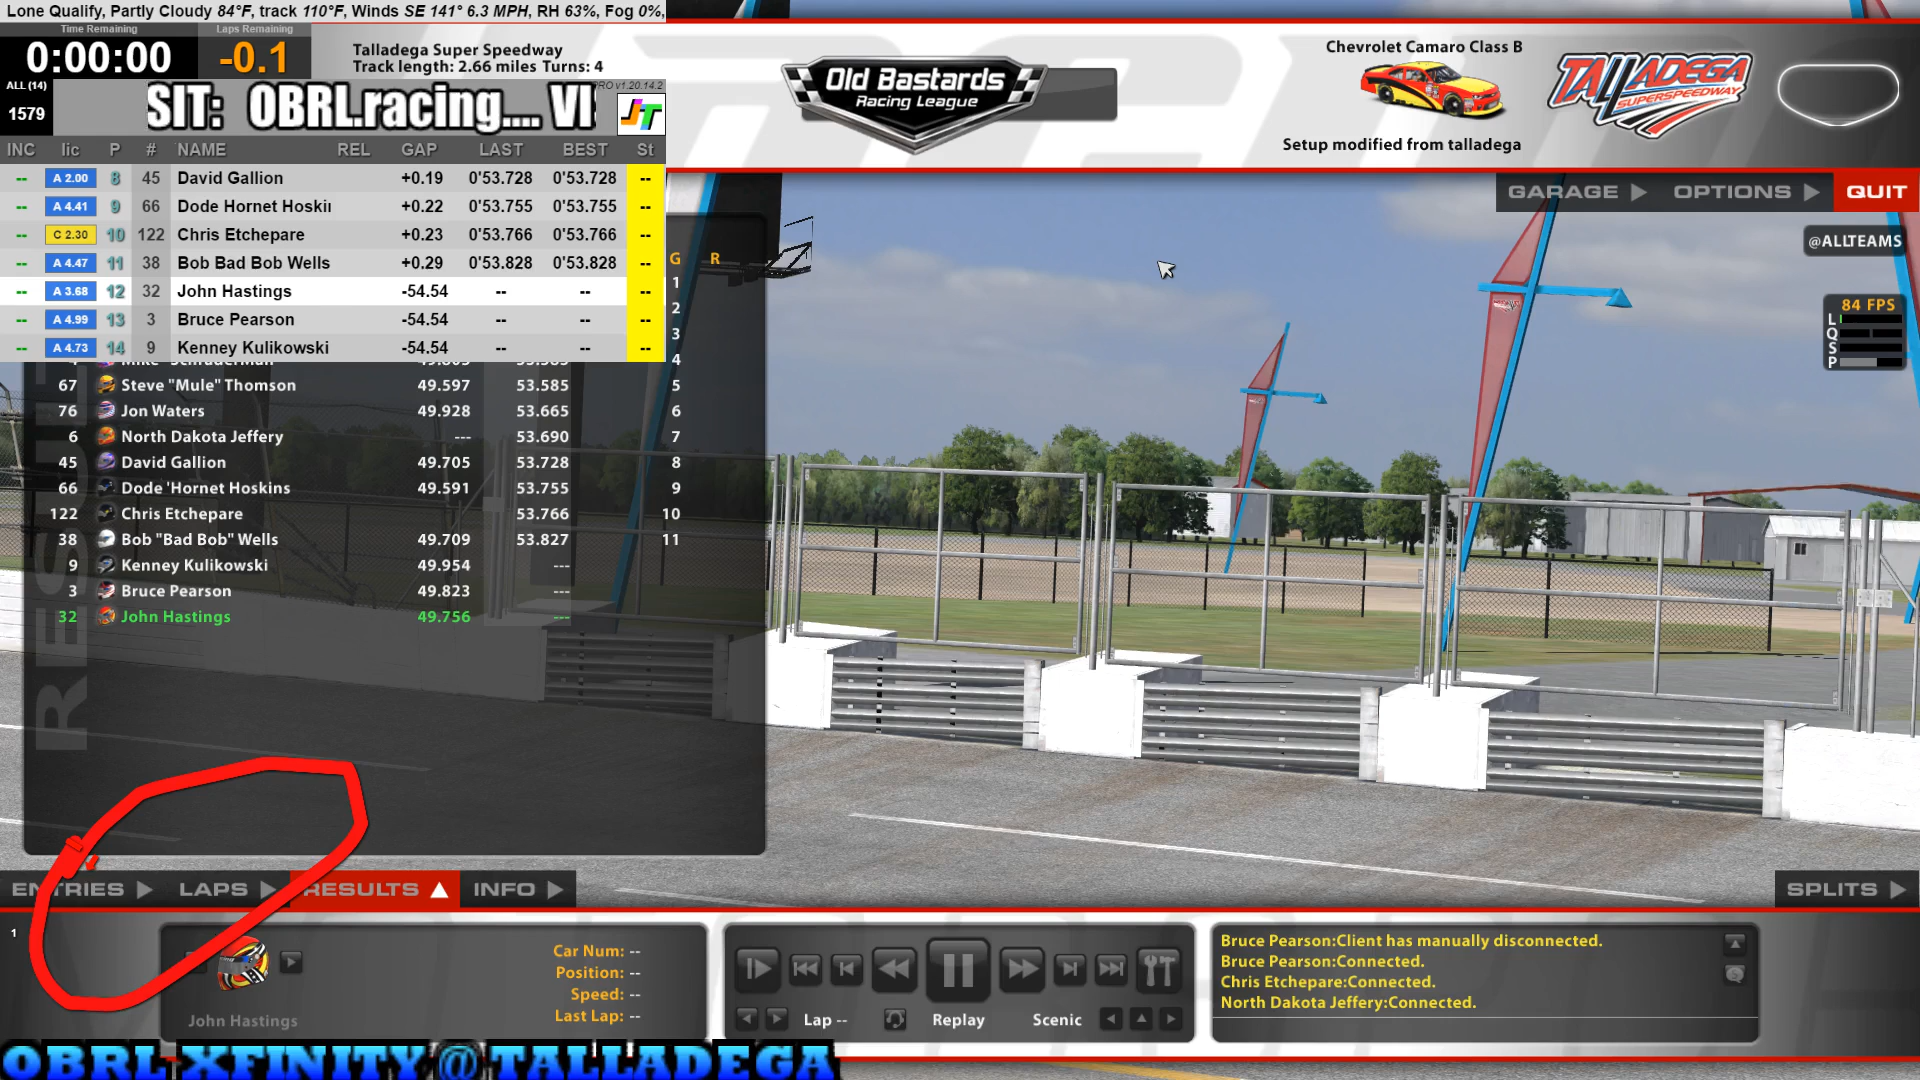 Lone Qualify, Partly Cloudy 84°F, track 110°F, Winds SE 141° 6.3 MPH, RH 63%, Fog 0%,
Time Remaining
Laps Remaining
0:00:00
-0.1
Talladega Super Speedway
Track length: 2.66 miles Turns: 4
ALL (14)
1579
SIT: OBRL.racing.... VI
RO v1.20.14.2
JT
INC lic P # NAME REL GAP LAST BEST St
-- A 2.00 8 45 David Gallion +0.19 0'53.728 0'53.728 --
-- A 4.41 9 66 Dode Hornet Hoskin +0.22 0'53.755 0'53.755 --
-- C 2.30 10 122 Chris Etchepare +0.23 0'53.766 0'53.766 --
-- A 4.47 11 38 Bob Bad Bob Wells +0.29 0'53.828 0'53.828 --
-- A 3.68 12 32 John Hastings -54.54 -- -- --
-- A 4.99 13 3 Bruce Pearson -54.54 -- -- --
-- A 4.73 14 9 Kenney Kulikowski -54.54 -- -- --
Old Bastards
Racing League
Chevrolet Camaro Class B
Setup modified from talladega
TALLADEGA
SUPERSPEEDWAY
GARAGE OPTIONS QUIT
@ALLTEAMS
84 FPS
L
Q
S
P
G R
1
2
3
4
67 Steve "Mule" Thomson 49.597 53.585 5
76 Jon Waters 49.928 53.665 6
6 North Dakota Jeffery --- 53.690 7
45 David Gallion 49.705 53.728 8
66 Dode 'Hornet Hoskins 49.591 53.755 9
122 Chris Etchepare 53.766 10
38 Bob "Bad Bob" Wells 49.709 53.827 11
9 Kenney Kulikowski 49.954 ---
3 Bruce Pearson 49.823 ---
32 John Hastings 49.756 ---
ENTRIES LAPS RESULTS INFO
SPLITS
1
John Hastings
Car Num: --
Position: --
Speed: --
Last Lap: --
Lap --
Replay
Scenic
Bruce Pearson:Client has manually disconnected.
Bruce Pearson:Connected.
Chris Etchepare:Connected.
North Dakota Jeffery:Connected.
OBRL XFINITY @ TALLADEGA